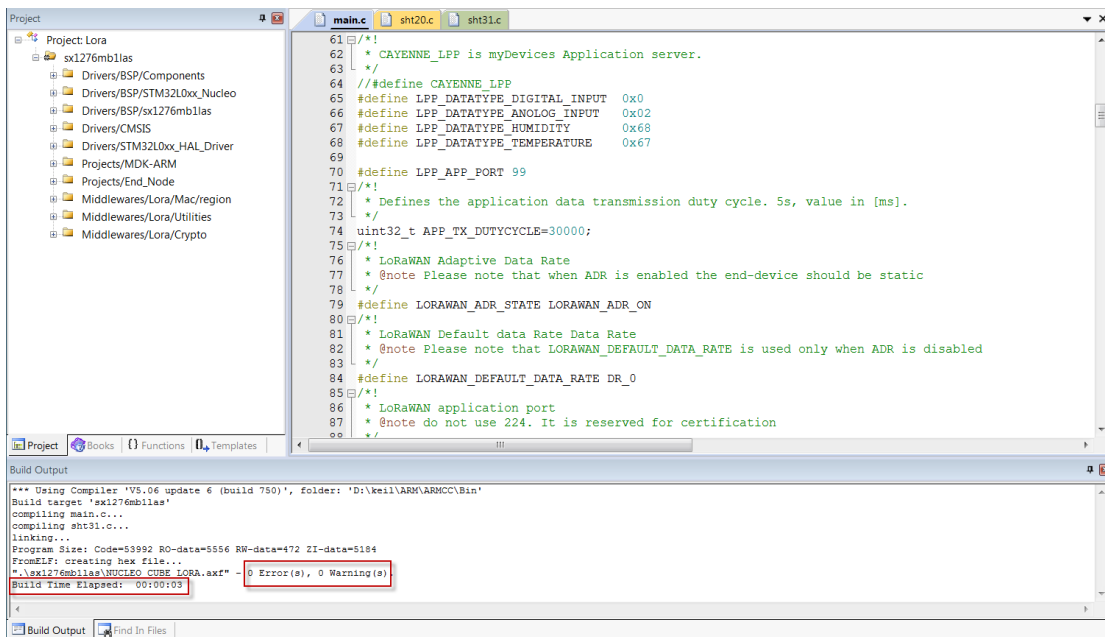 Project
Project: Lora
sx1276mb1las
Drivers/BSP/Components
Drivers/BSP/STM32L0xx_Nucleo
Drivers/BSP/sx1276mb1las
Drivers/CMSIS
Drivers/STM32L0xx_HAL_Driver
Projects/MDK-ARM
Projects/End_Node
Middlewares/Lora/Mac/region
Middlewares/Lora/Utilities
Middlewares/Lora/Crypto
Project Books {} Functions 0 Templates
main.c sht20.c sht31.c
61 /*!
62 * CAYENNE_LPP is myDevices Application server.
63 */
64 //#define CAYENNE_LPP
65 #define LPP_DATATYPE_DIGITAL_INPUT 0x0
66 #define LPP_DATATYPE_ANOLOG_INPUT 0x02
67 #define LPP_DATATYPE_HUMIDITY 0x68
68 #define LPP_DATATYPE_TEMPERATURE 0x67
69
70 #define LPP_APP_PORT 99
71 /*!
72 * Defines the application data transmission duty cycle. 5s, value in [ms].
73 */
74 uint32_t APP_TX_DUTYCYCLE=30000;
75 /*!
76 * LoRaWAN Adaptive Data Rate
77 * @note Please note that when ADR is enabled the end-device should be static
78 */
79 #define LORAWAN_ADR_STATE LORAWAN_ADR_ON
80 /*!
81 * LoRaWAN Default data Rate Data Rate
82 * @note Please note that LORAWAN_DEFAULT_DATA_RATE is used only when ADR is disabled
83 */
84 #define LORAWAN_DEFAULT_DATA_RATE DR_0
85 /*!
86 * LoRaWAN application port
87 * @note do not use 224. It is reserved for certification
88 */
Build Output
*** Using Compiler 'V5.06 update 6 (build 750)', folder: 'D:\keil\ARM\ARMCC\Bin'
Build target 'sx1276mb1las'
compiling main.c...
compiling sht31.c...
linking...
Program Size: Code=53992 RO-data=5556 RW-data=472 ZI-data=5184
FromELF: creating hex file...
".\sx1276mb1las\NUCLEO CUBE LORA.axf" - 0 Error(s), 0 Warning(s).
Build Time Elapsed: 00:00:03
Build Output Find In Files